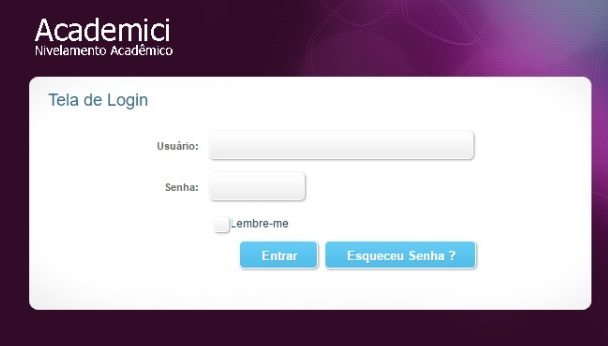 Academici
Nivelamento Acadêmico
Tela de Login
Usuário:
Senha:
Lembre-me
Entrar
Esqueceu Senha ?